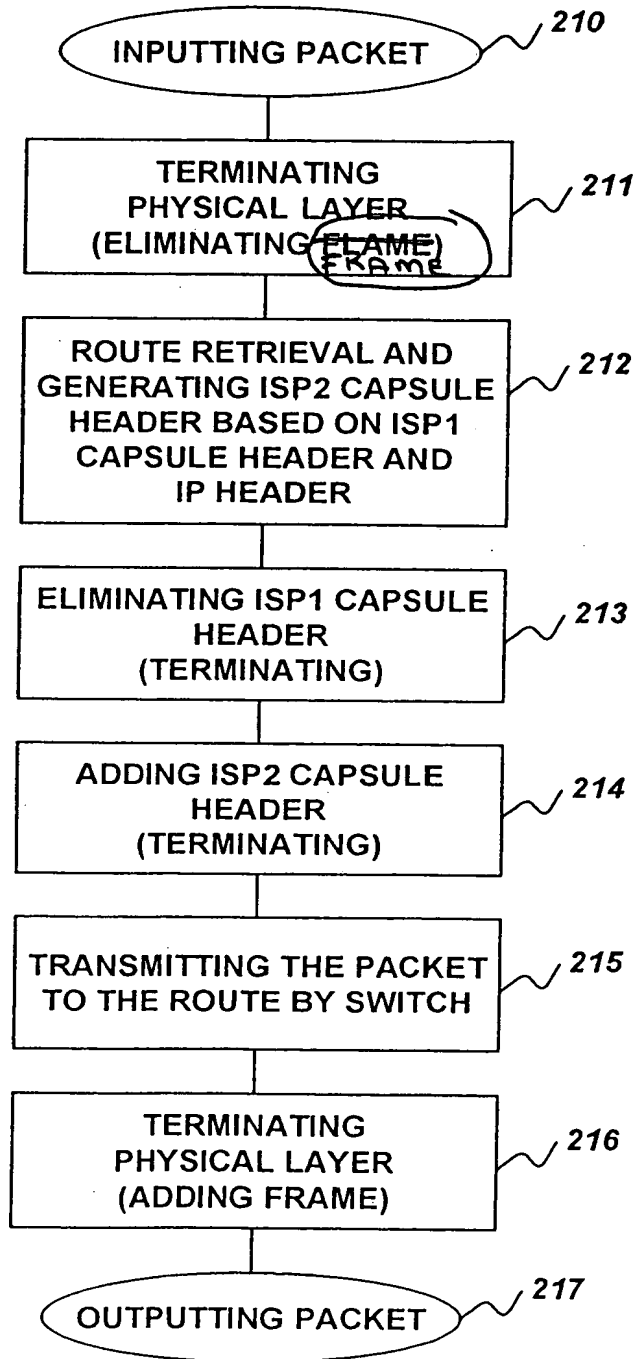 INPUTTING PACKET
210
TERMINATING
PHYSICAL LAYER
(ELIMINATING FLAME)
FRAME
211
ROUTE RETRIEVAL AND
GENERATING ISP2 CAPSULE
HEADER BASED ON ISP1
CAPSULE HEADER AND
IP HEADER
212
ELIMINATING ISP1 CAPSULE
HEADER
(TERMINATING)
213
ADDING ISP2 CAPSULE
HEADER
(TERMINATING)
214
TRANSMITTING THE PACKET
TO THE ROUTE BY SWITCH
215
TERMINATING
PHYSICAL LAYER
(ADDING FRAME)
216
OUTPUTTING PACKET
217